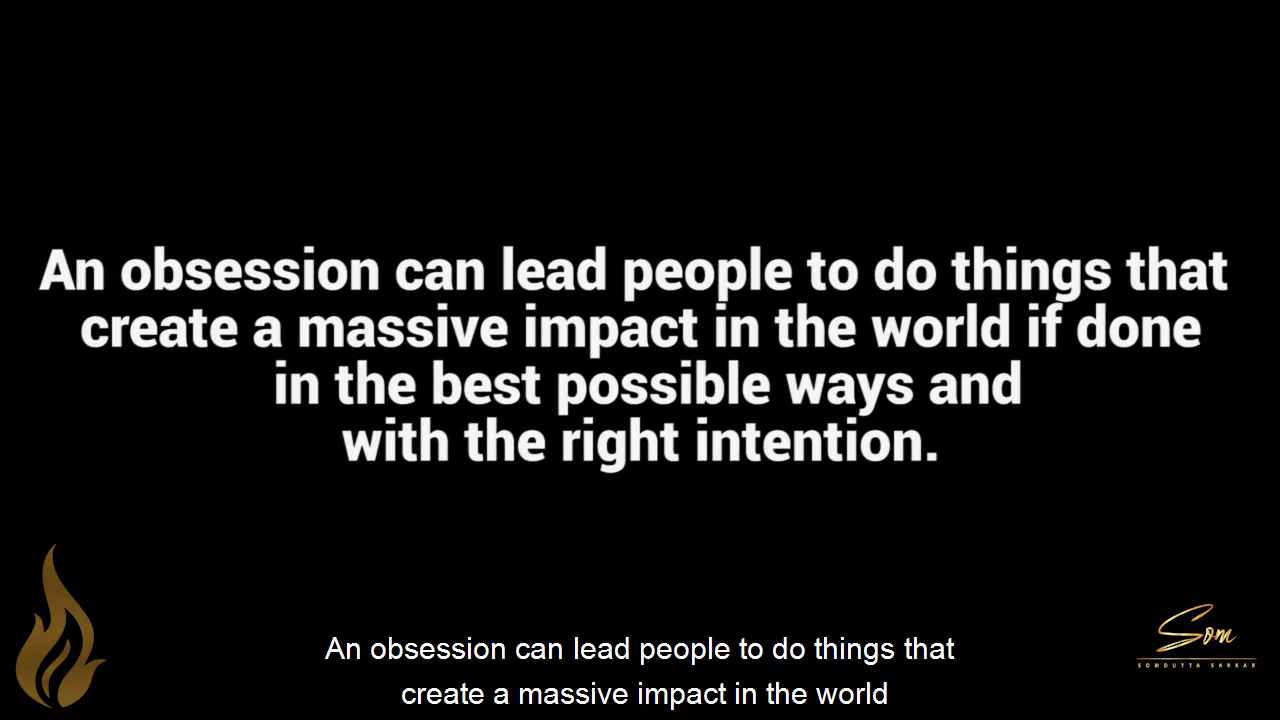 An obsession can lead people to do things that
create a massive impact in the world if done
in the best possible ways and
with the right intention.
Som
SOMDUTTA SARKAR
An obsession can lead people to do things that
create a massive impact in the world